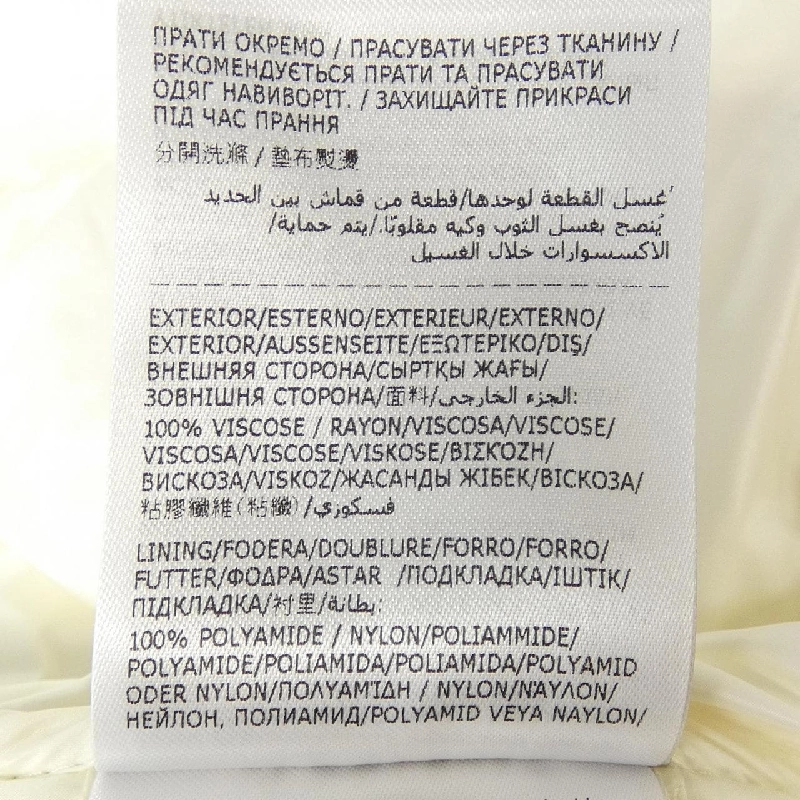 ПРАТИ ОКРЕМО / ПРАСУВАТИ ЧЕРЕЗ ТКАНИНУ /
РЕКОМЕНДУЄТЬСЯ ПРАТИ ТА ПРАСУВАТИ
ОДЯГ НАВИВОРІТ. / ЗАХИЩАЙТЕ ПРИКРАСИ
ПІД ЧАС ПРАННЯ
分開洗滌 / 墊布熨燙
غسل القطعة لوحدها/قطعة من قماش بين الحديد
يُنصح بغسل الثوب وكيه مقلوبًا./يتم حماية/
الاكسسوارات خلال الغسيل
EXTERIOR/ESTERNO/EXTERIEUR/EXTERNO/
EXTERIOR/AUSSENSEITE/ΕΞΩΤΕΡΙΚΟ/DIŞ/
ВНЕШНЯЯ СТОРОНА/СЫРТҚЫ ЖАҒЫ/
ЗОВНІШНЯ СТОРОНА/面料/الجزء الخارجي:
100% VISCOSE / RAYON/VISCOSA/VISCOSE/
VISCOSA/VISCOSE/VISKOSE/ΒΙΣΚΟΖΗ/
ВИСКОЗА/VISKOZ/ЖАСАНДЫ ЖІБЕК/ВІСКОЗА/
粘膠纖維(粘纖)/فسكوزي
LINING/FODERA/DOUBLURE/FORRO/FORRO/
FUTTER/ΦΟΔΡΑ/ASTAR /ПОДКЛАДКА/ІШТІК/
ПІДКЛАДКА/衬里/بطانة:
100% POLYAMIDE / NYLON/POLIAMMIDE/
POLYAMIDE/POLIAMIDA/POLIAMIDA/POLYAMID
ODER NYLON/ΠΟΛΥΑΜΊΔΗ / NYLON/ΝΆΥΛΟΝ/
НЕЙЛОН, ПОЛИАМИД/POLYAMID VEYA NAYLON/